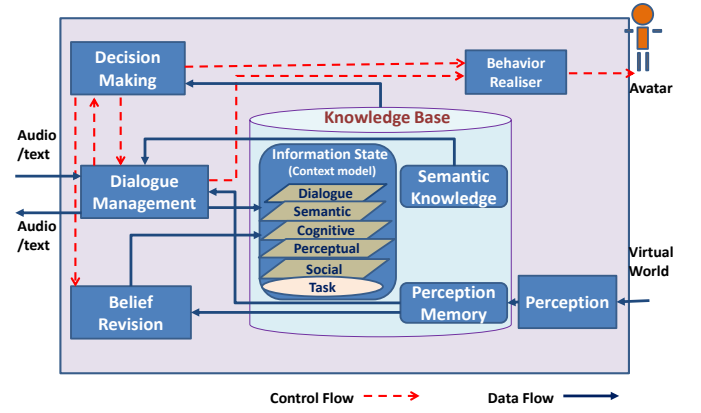 Decision
Making
Behavior
Realiser
Avatar
Knowledge Base
Audio
/text
Information State
(Context model)
Dialogue
Management
Semantic
Knowledge
Dialogue
Semantic
Cognitive
Perceptual
Social
Task
Audio
/text
Virtual
World
Belief
Revision
Perception
Memory
Perception
Control Flow
Data Flow